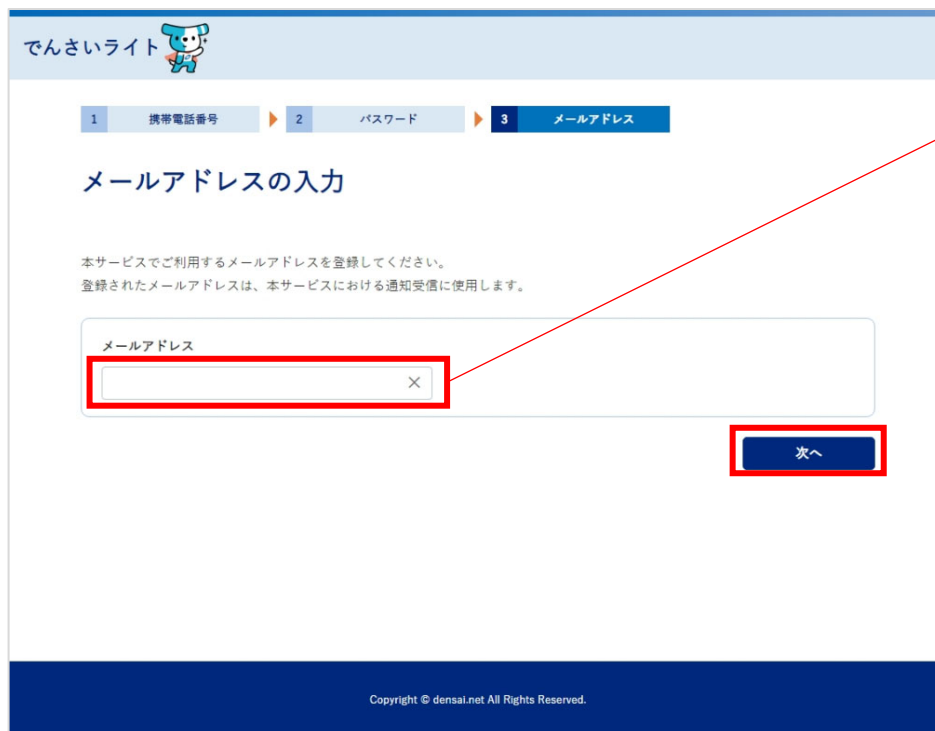 でんさいライト
1 携帯電話番号 2 パスワード 3 メールアドレス
メールアドレスの入力
本サービスでご利用するメールアドレスを登録してください。
登録されたメールアドレスは、本サービスにおける通知受信に使用します。
メールアドレス
次へ
Copyright © densai.net All Rights Reserved.